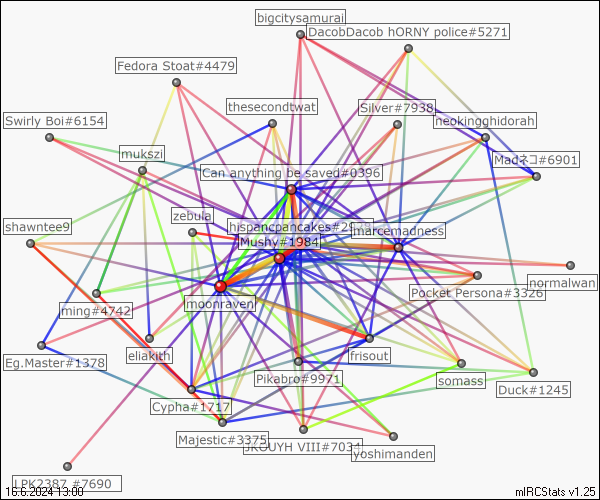 bigcitysamurai
DacobDacob hORNY police#5271
Fedora Stoat#4479
thesecondtwat
Silver#7938
Swirly Boi#6154
neokingghidorah
mukszi
Madネコ#6901
Can anything be saved#0396
zebula
shawntee9
hispancpancakes#29
marcemadness
Mushy#1984
normalwan
Pocket Persona#3326
ming#4742
moonraven
Eg.Master#1378
eliakith
frisout
Pikabro#9971
somass
Duck#1245
Cypha#1717
Majestic#3375
JKOUYH VIII#7034
yoshimanden
LPK2387 #7690
16.6.2024 13:00
mIRCStats v1.25